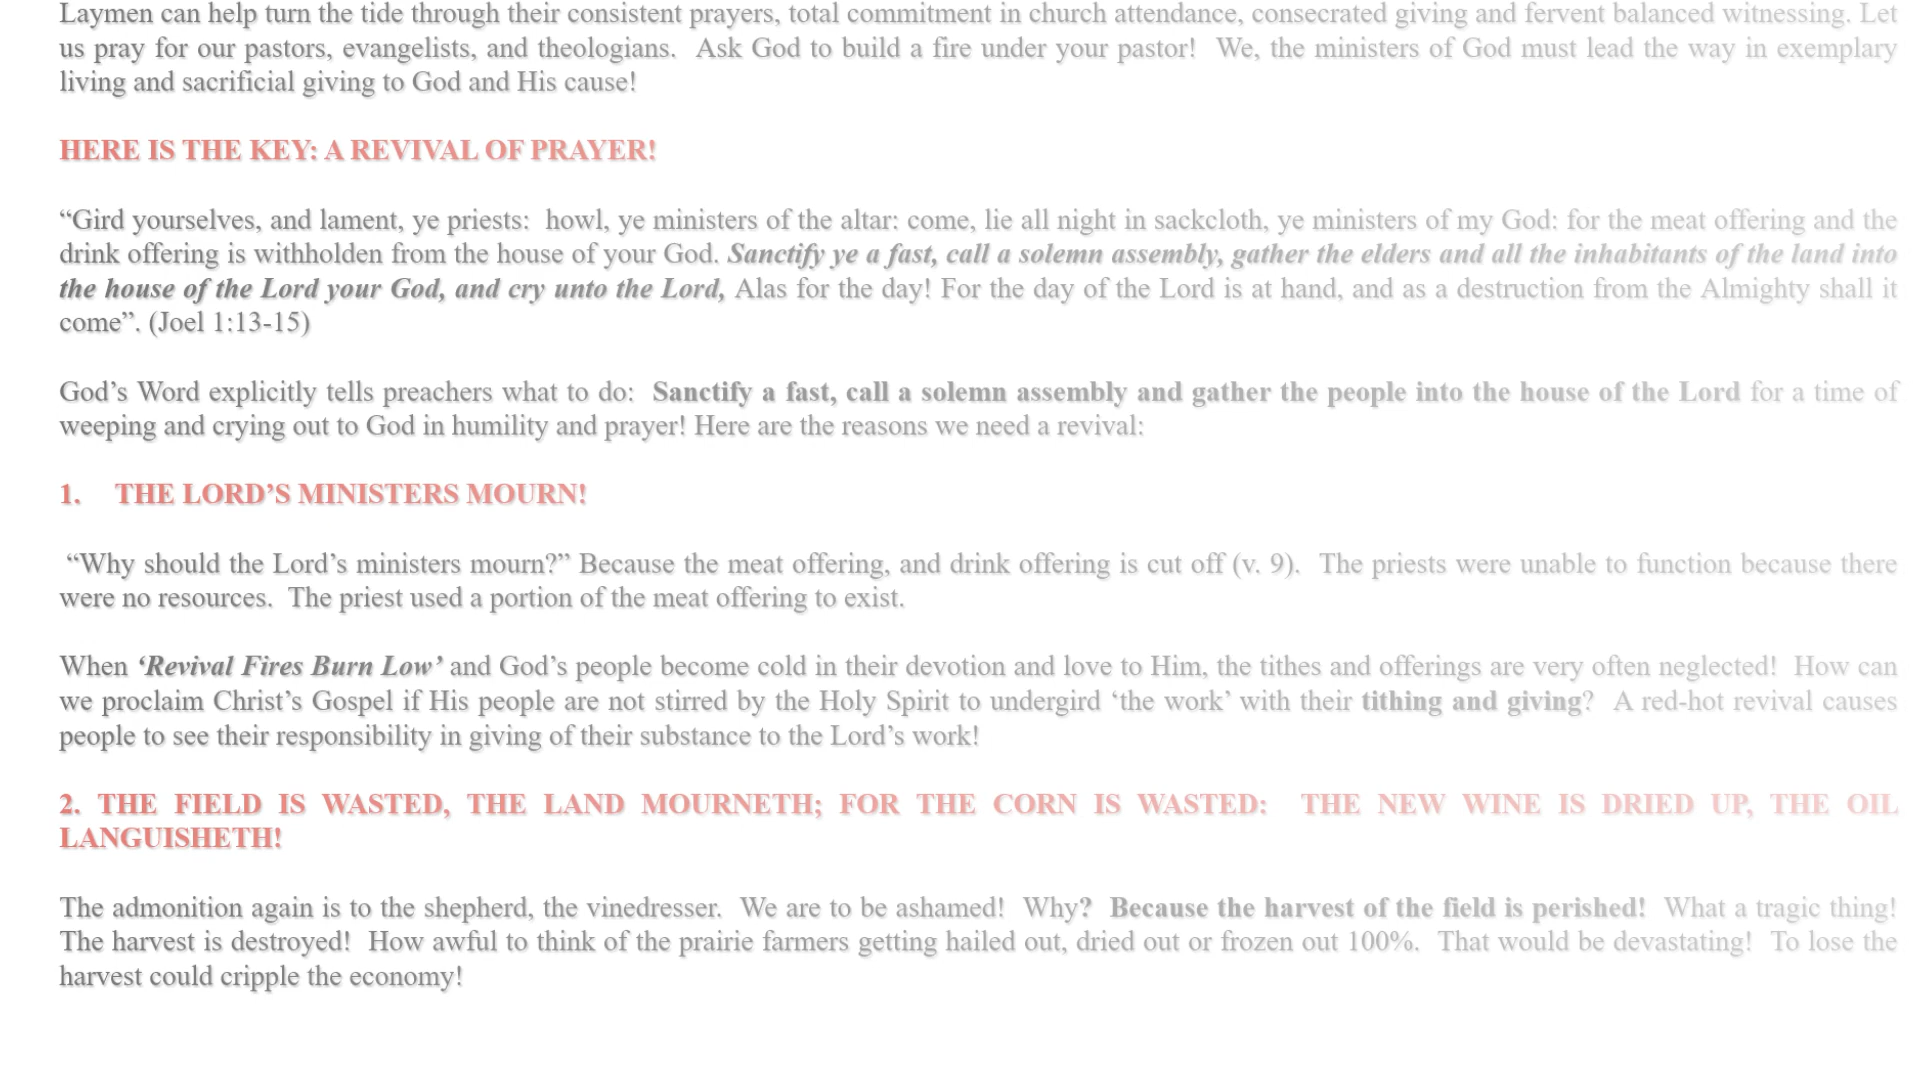 Laymen can help turn the tide through their consistent prayers, total commitment in church attendance, consecrated giving and fervent balanced witnessing. Let
us pray for our pastors, evangelists, and theologians.  Ask God to build a fire under your pastor!  We, the ministers of God must lead the way in exemplary
living and sacrificial giving to God and His cause!
HERE IS THE KEY: A REVIVAL OF PRAYER!
“Gird yourselves, and lament, ye priests:  howl, ye ministers of the altar: come, lie all night in sackcloth, ye ministers of my God: for the meat offering and the
drink offering is withholden from the house of your God. Sanctify ye a fast, call a solemn assembly, gather the elders and all the inhabitants of the land into
the house of the Lord your God, and cry unto the Lord, Alas for the day! For the day of the Lord is at hand, and as a destruction from the Almighty shall it
come”. (Joel 1:13-15)
God’s Word explicitly tells preachers what to do:  Sanctify a fast, call a solemn assembly and gather the people into the house of the Lord for a time of
weeping and crying out to God in humility and prayer! Here are the reasons we need a revival:
1.    THE LORD’S MINISTERS MOURN!
“Why should the Lord’s ministers mourn?” Because the meat offering, and drink offering is cut off (v. 9).  The priests were unable to function because there
were no resources.  The priest used a portion of the meat offering to exist.
When ‘Revival Fires Burn Low’ and God’s people become cold in their devotion and love to Him, the tithes and offerings are very often neglected!  How can
we proclaim Christ’s Gospel if His people are not stirred by the Holy Spirit to undergird ‘the work’ with their tithing and giving?  A red-hot revival causes
people to see their responsibility in giving of their substance to the Lord’s work!
2. THE FIELD IS WASTED, THE LAND MOURNETH; FOR THE CORN IS WASTED:  THE NEW WINE IS DRIED UP, THE OIL
LANGUISHETH!
The admonition again is to the shepherd, the vinedresser.  We are to be ashamed!  Why?  Because the harvest of the field is perished!  What a tragic thing!
The harvest is destroyed!  How awful to think of the prairie farmers getting hailed out, dried out or frozen out 100%.  That would be devastating!  To lose the
harvest could cripple the economy!